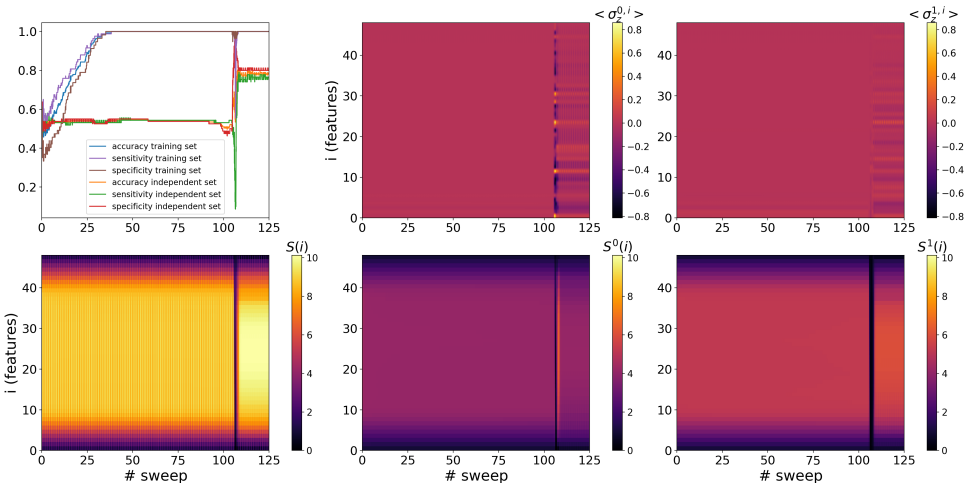 1.0
0.8
0.6
0.4
0.2
0 25 50 75 100 125
# sweep
accuracy training set
sensitivity training set
specificity training set
accuracy independent set
sensitivity independent set
specificity independent set
< σ_z^{0, i} >
i (features)
40
30
20
10
0
0 25 50 75 100 125
# sweep
0.8
0.6
0.4
0.2
0.0
−0.2
−0.4
−0.6
−0.8
< σ_z^{1, i} >
40
30
20
10
0
0 25 50 75 100 125
# sweep
0.8
0.6
0.4
0.2
0.0
−0.2
−0.4
−0.6
−0.8
S(i)
i (features)
40
30
20
10
0
0 25 50 75 100 125
# sweep
10
8
6
4
2
0
S^0(i)
40
30
20
10
0
0 25 50 75 100 125
# sweep
10
8
6
4
2
0
S^1(i)
40
30
20
10
0
0 25 50 75 100 125
# sweep
10
8
6
4
2
0